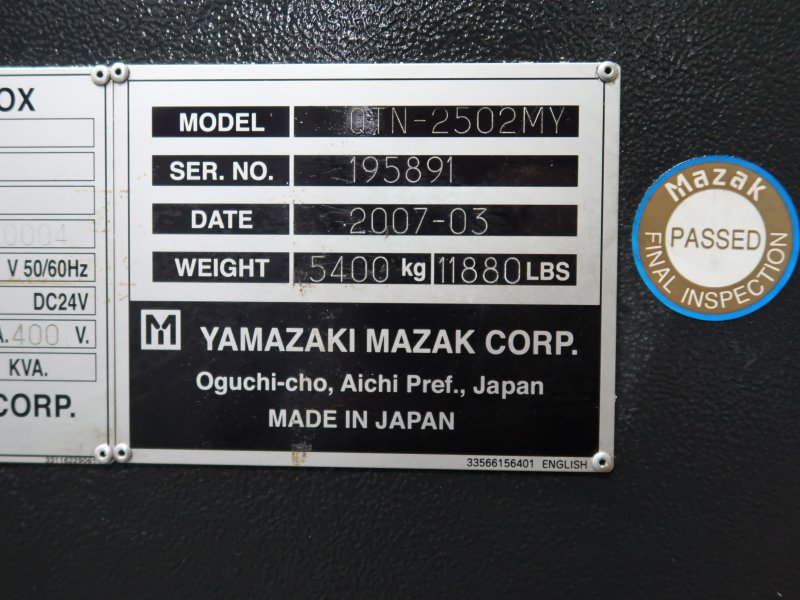 OX
0004
V 50/60Hz
DC24V
A. 400 V.
KVA.
CORP.
33116229061
MODEL QTN-2502MY
SER. NO. 195891
DATE 2007-03
WEIGHT 5400 kg 11880 LBS
M YAMAZAKI MAZAK CORP.
Oguchi-cho, Aichi Pref., Japan
MADE IN JAPAN
33566156401 ENGLISH
Mazak
PASSED
FINAL INSPECTION